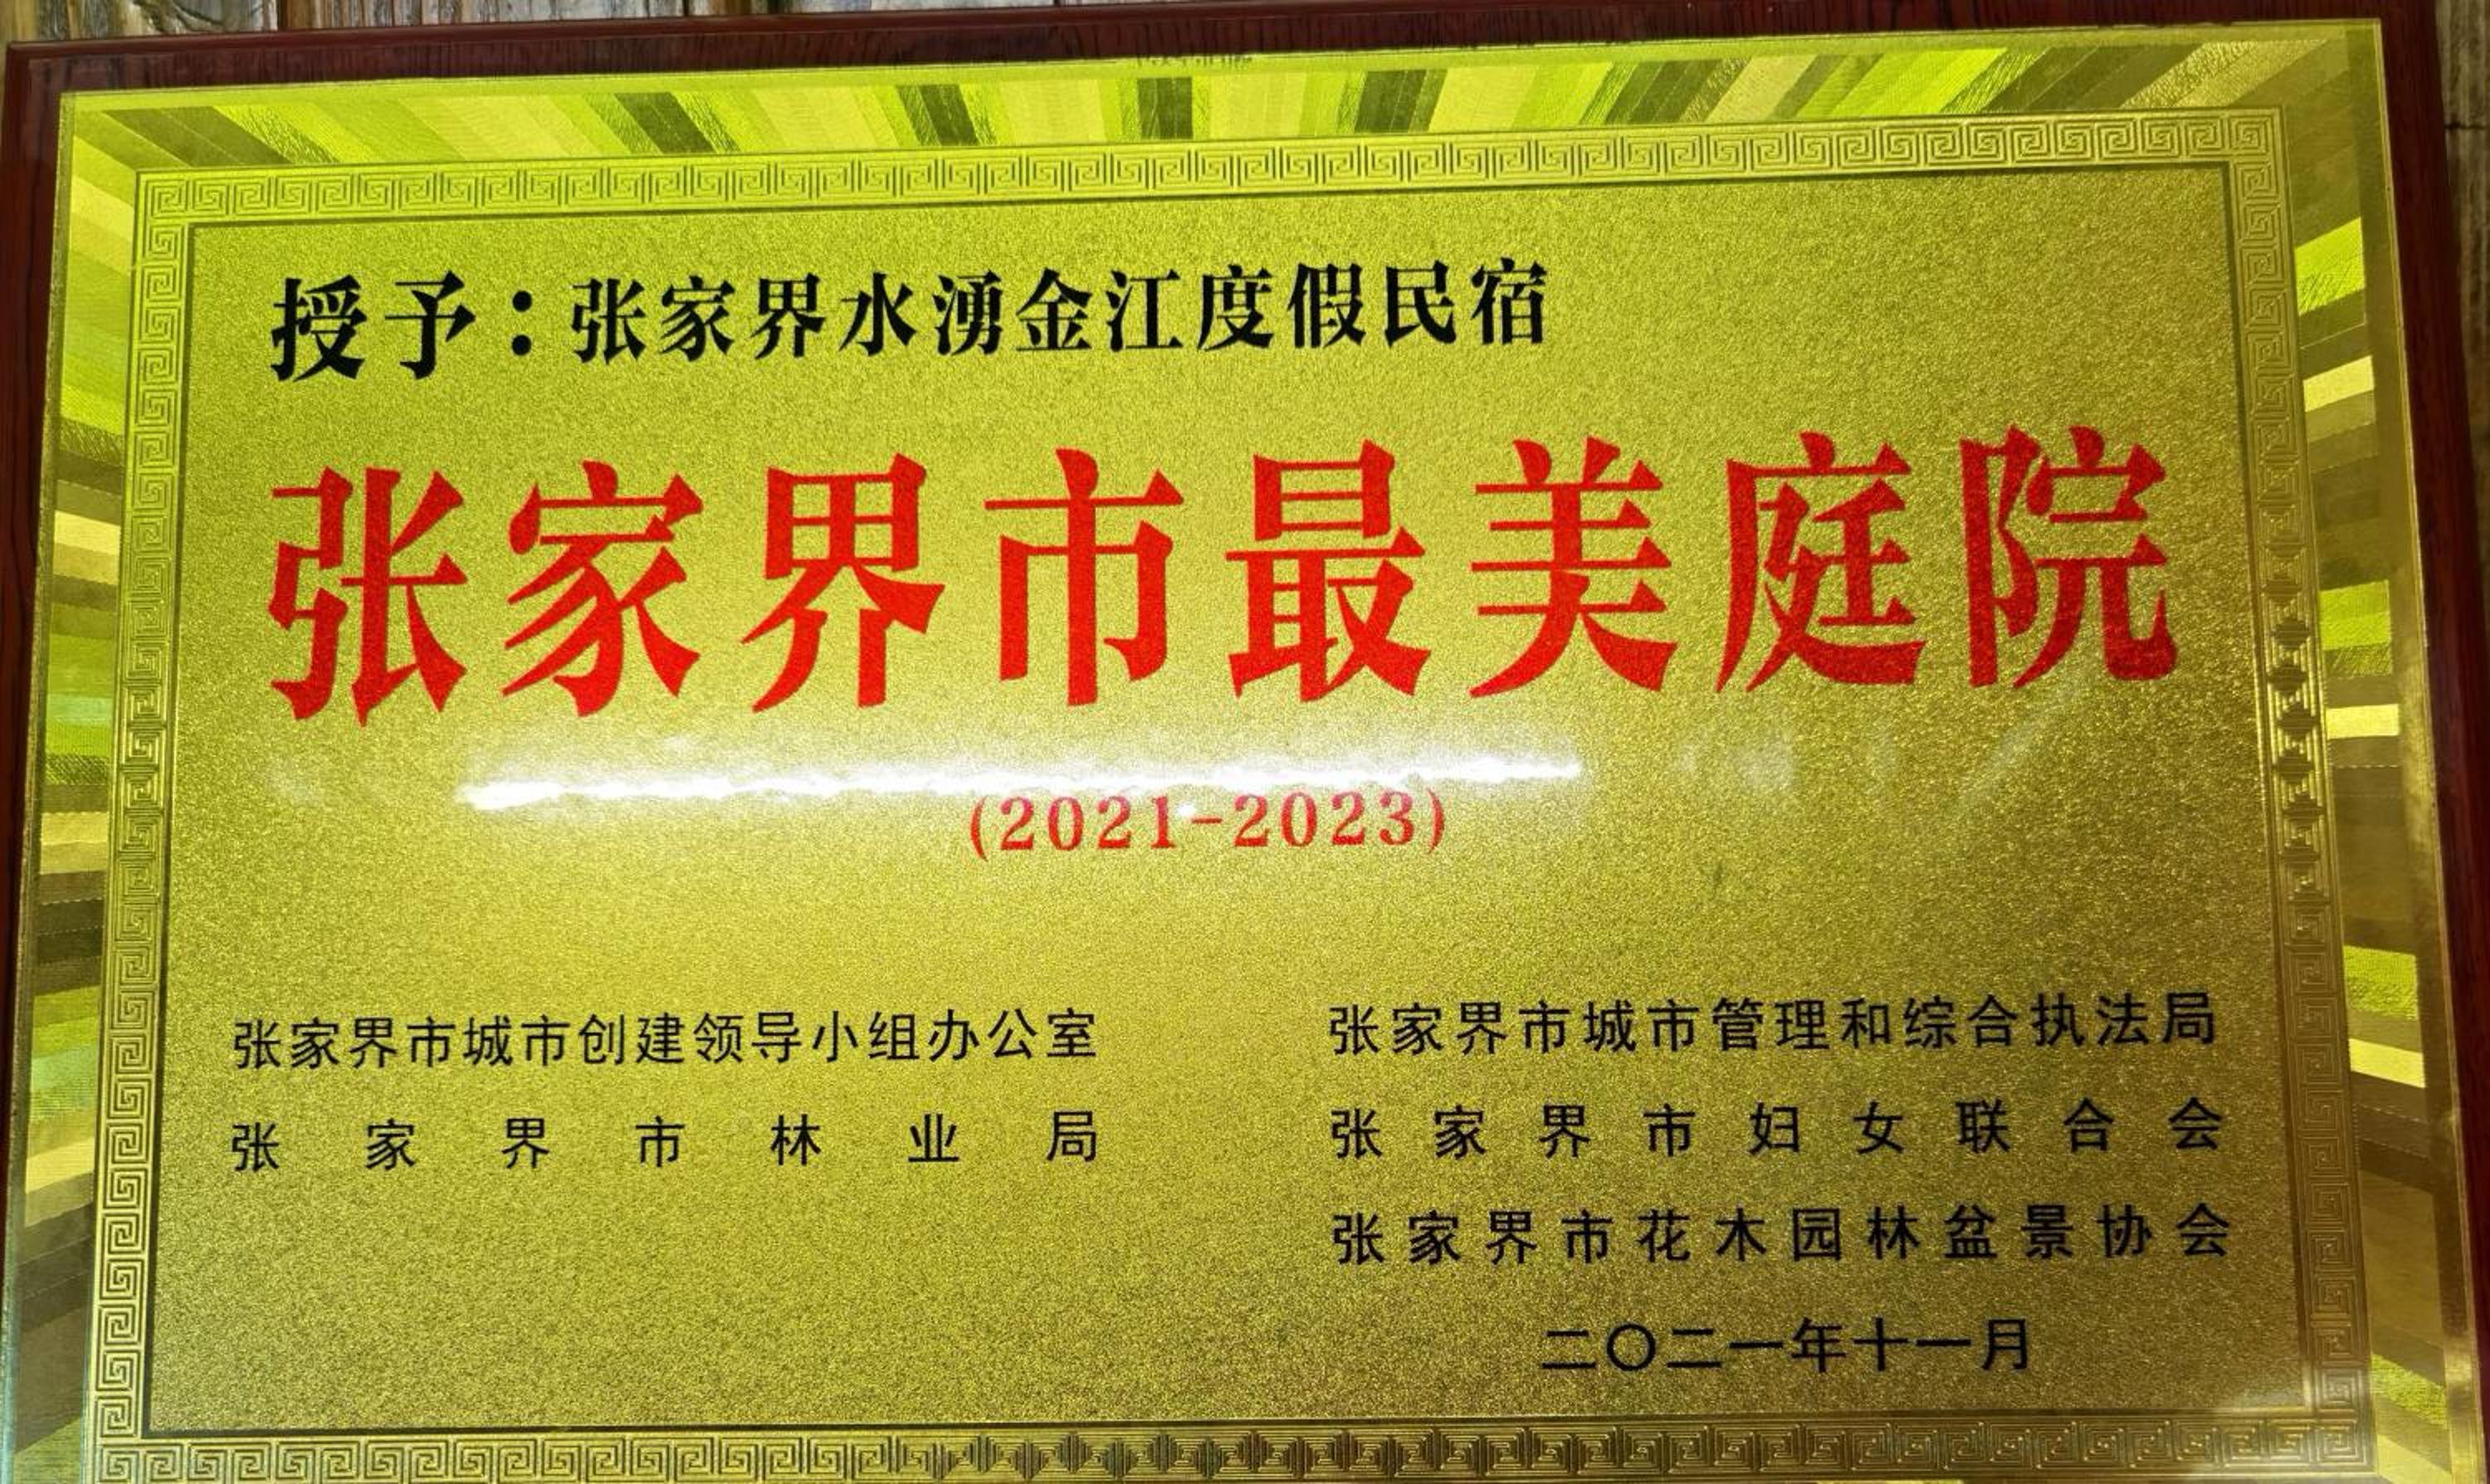 授予：张家界水湧金江度假民宿
张家界市最美庭院
(2021-2023)
张家界市城市创建领导小组办公室
张家界市城市管理和综合执法局
张家界市林业局
张家界市妇女联合会
张家界市花木园林盆景协会
二〇二一年十一月